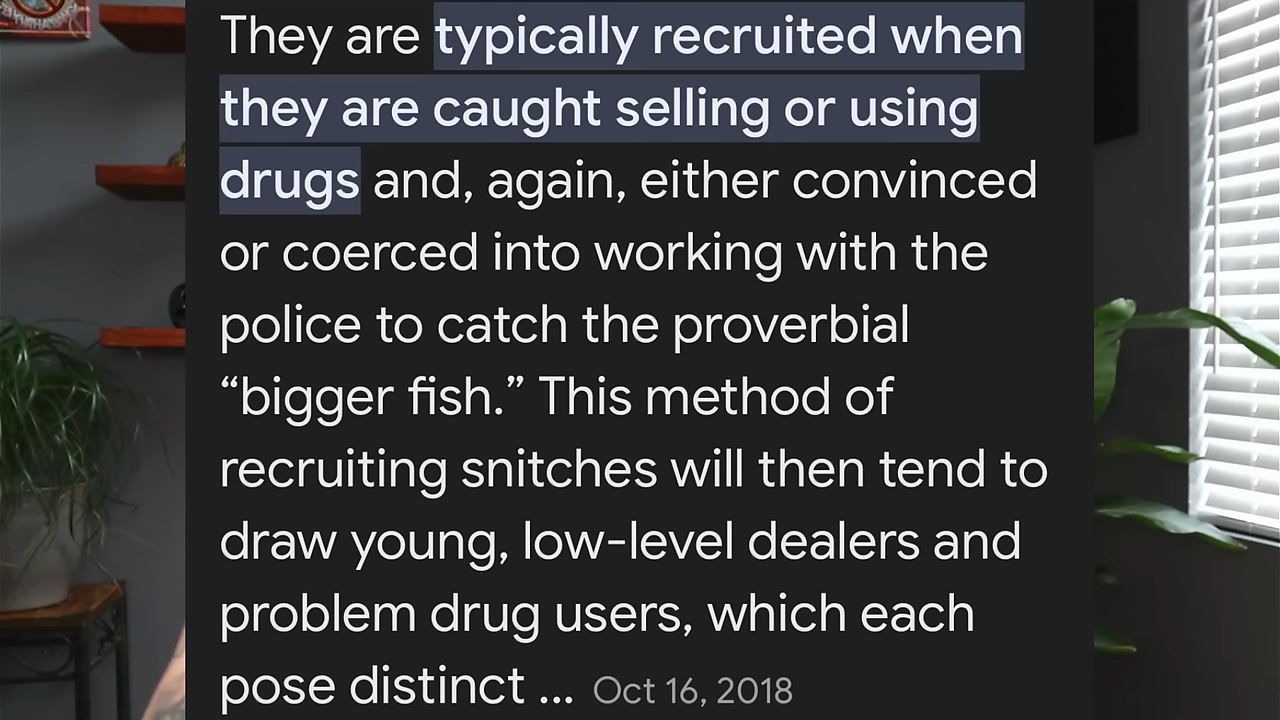 They are typically recruited when
they are caught selling or using
drugs and, again, either convinced
or coerced into working with the
police to catch the proverbial
“bigger fish.” This method of
recruiting snitches will then tend to
draw young, low-level dealers and
problem drug users, which each
pose distinct ... Oct 16, 2018